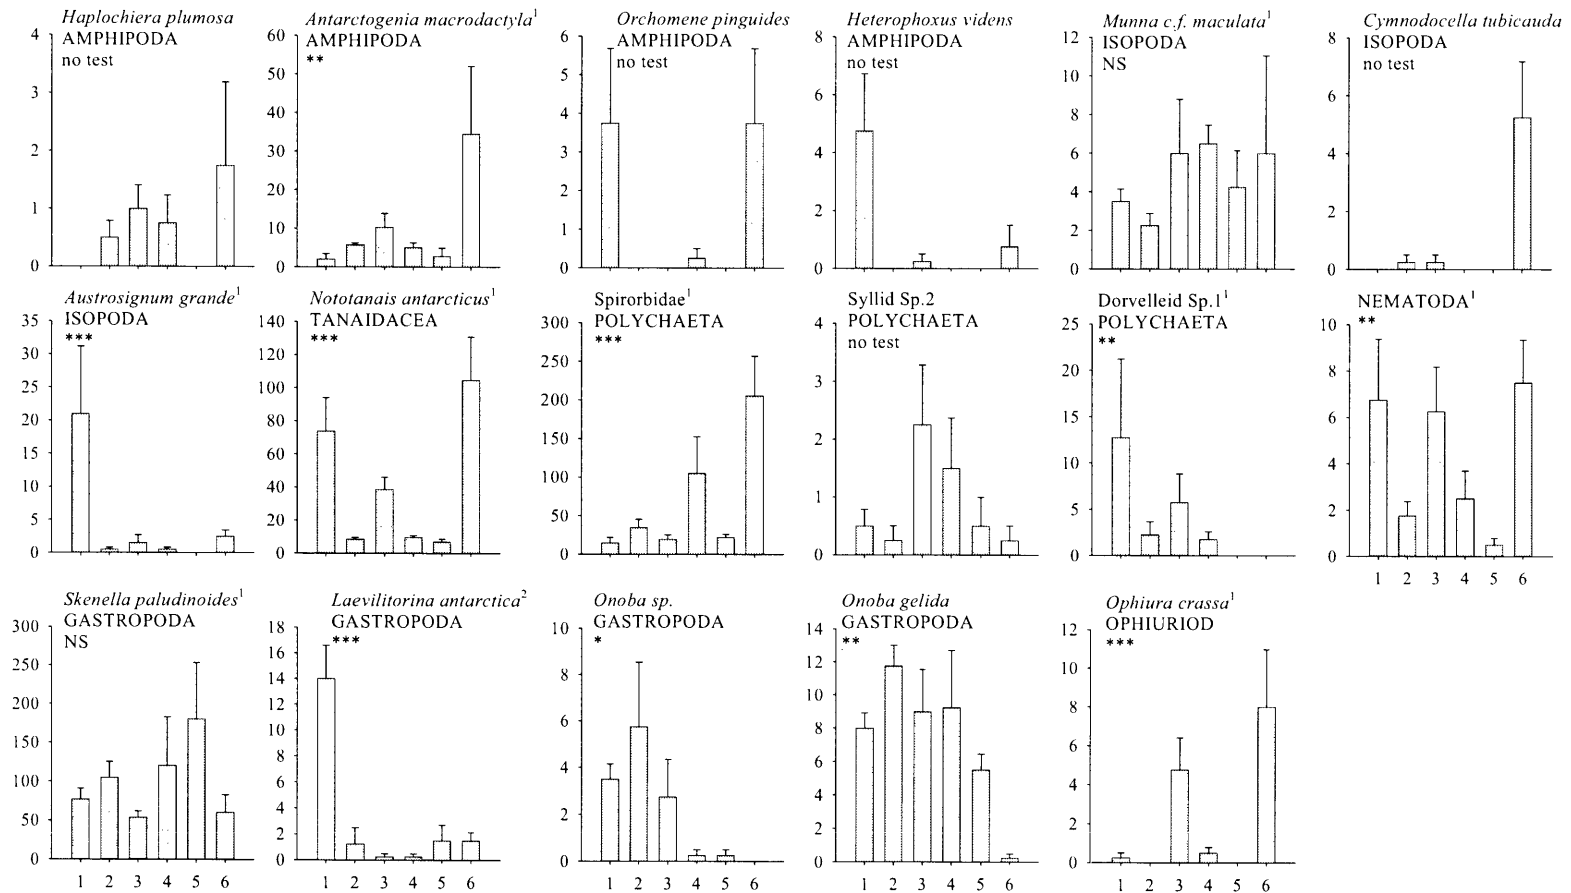 Haplochiera plumosa
AMPHIPODA
no test
4
3
2
1
0
Antarctogenia macrodactyla¹
AMPHIPODA
**
60
50
40
30
20
10
0
Orchomene pinguides
AMPHIPODA
no test
6
5
4
3
2
1
0
Heterophoxus videns
AMPHIPODA
no test
8
6
4
2
0
Munna c.f. maculata¹
ISOPODA
NS
12
10
8
6
4
2
0
Cymnodocella tubicauda
ISOPODA
no test
8
6
4
2
0
Austrosignum grande¹
ISOPODA
***
35
30
25
20
15
10
5
0
Nototanais antarcticus¹
TANAIDACEA
***
140
120
100
80
60
40
20
0
Spirorbidae¹
POLYCHAETA
***
300
250
200
150
100
50
0
Syllid Sp.2
POLYCHAETA
no test
4
3
2
1
0
Dorvelleid Sp.1¹
POLYCHAETA
**
25
20
15
10
5
0
NEMATODA¹
**
10
8
6
4
2
0
1 2 3 4 5 6
Skenella paludinoides¹
GASTROPODA
NS
300
250
200
150
100
50
0
1 2 3 4 5 6
Laevilitorina antarctica²
GASTROPODA
***
18
16
14
12
10
8
6
4
2
0
1 2 3 4 5 6
Onoba sp.
GASTROPODA
*
10
8
6
4
2
0
1 2 3 4 5 6
Onoba gelida
GASTROPODA
**
14
12
10
8
6
4
2
0
1 2 3 4 5 6
Ophiura crassa¹
OPHIURIOD
***
12
10
8
6
4
2
0
1 2 3 4 5 6